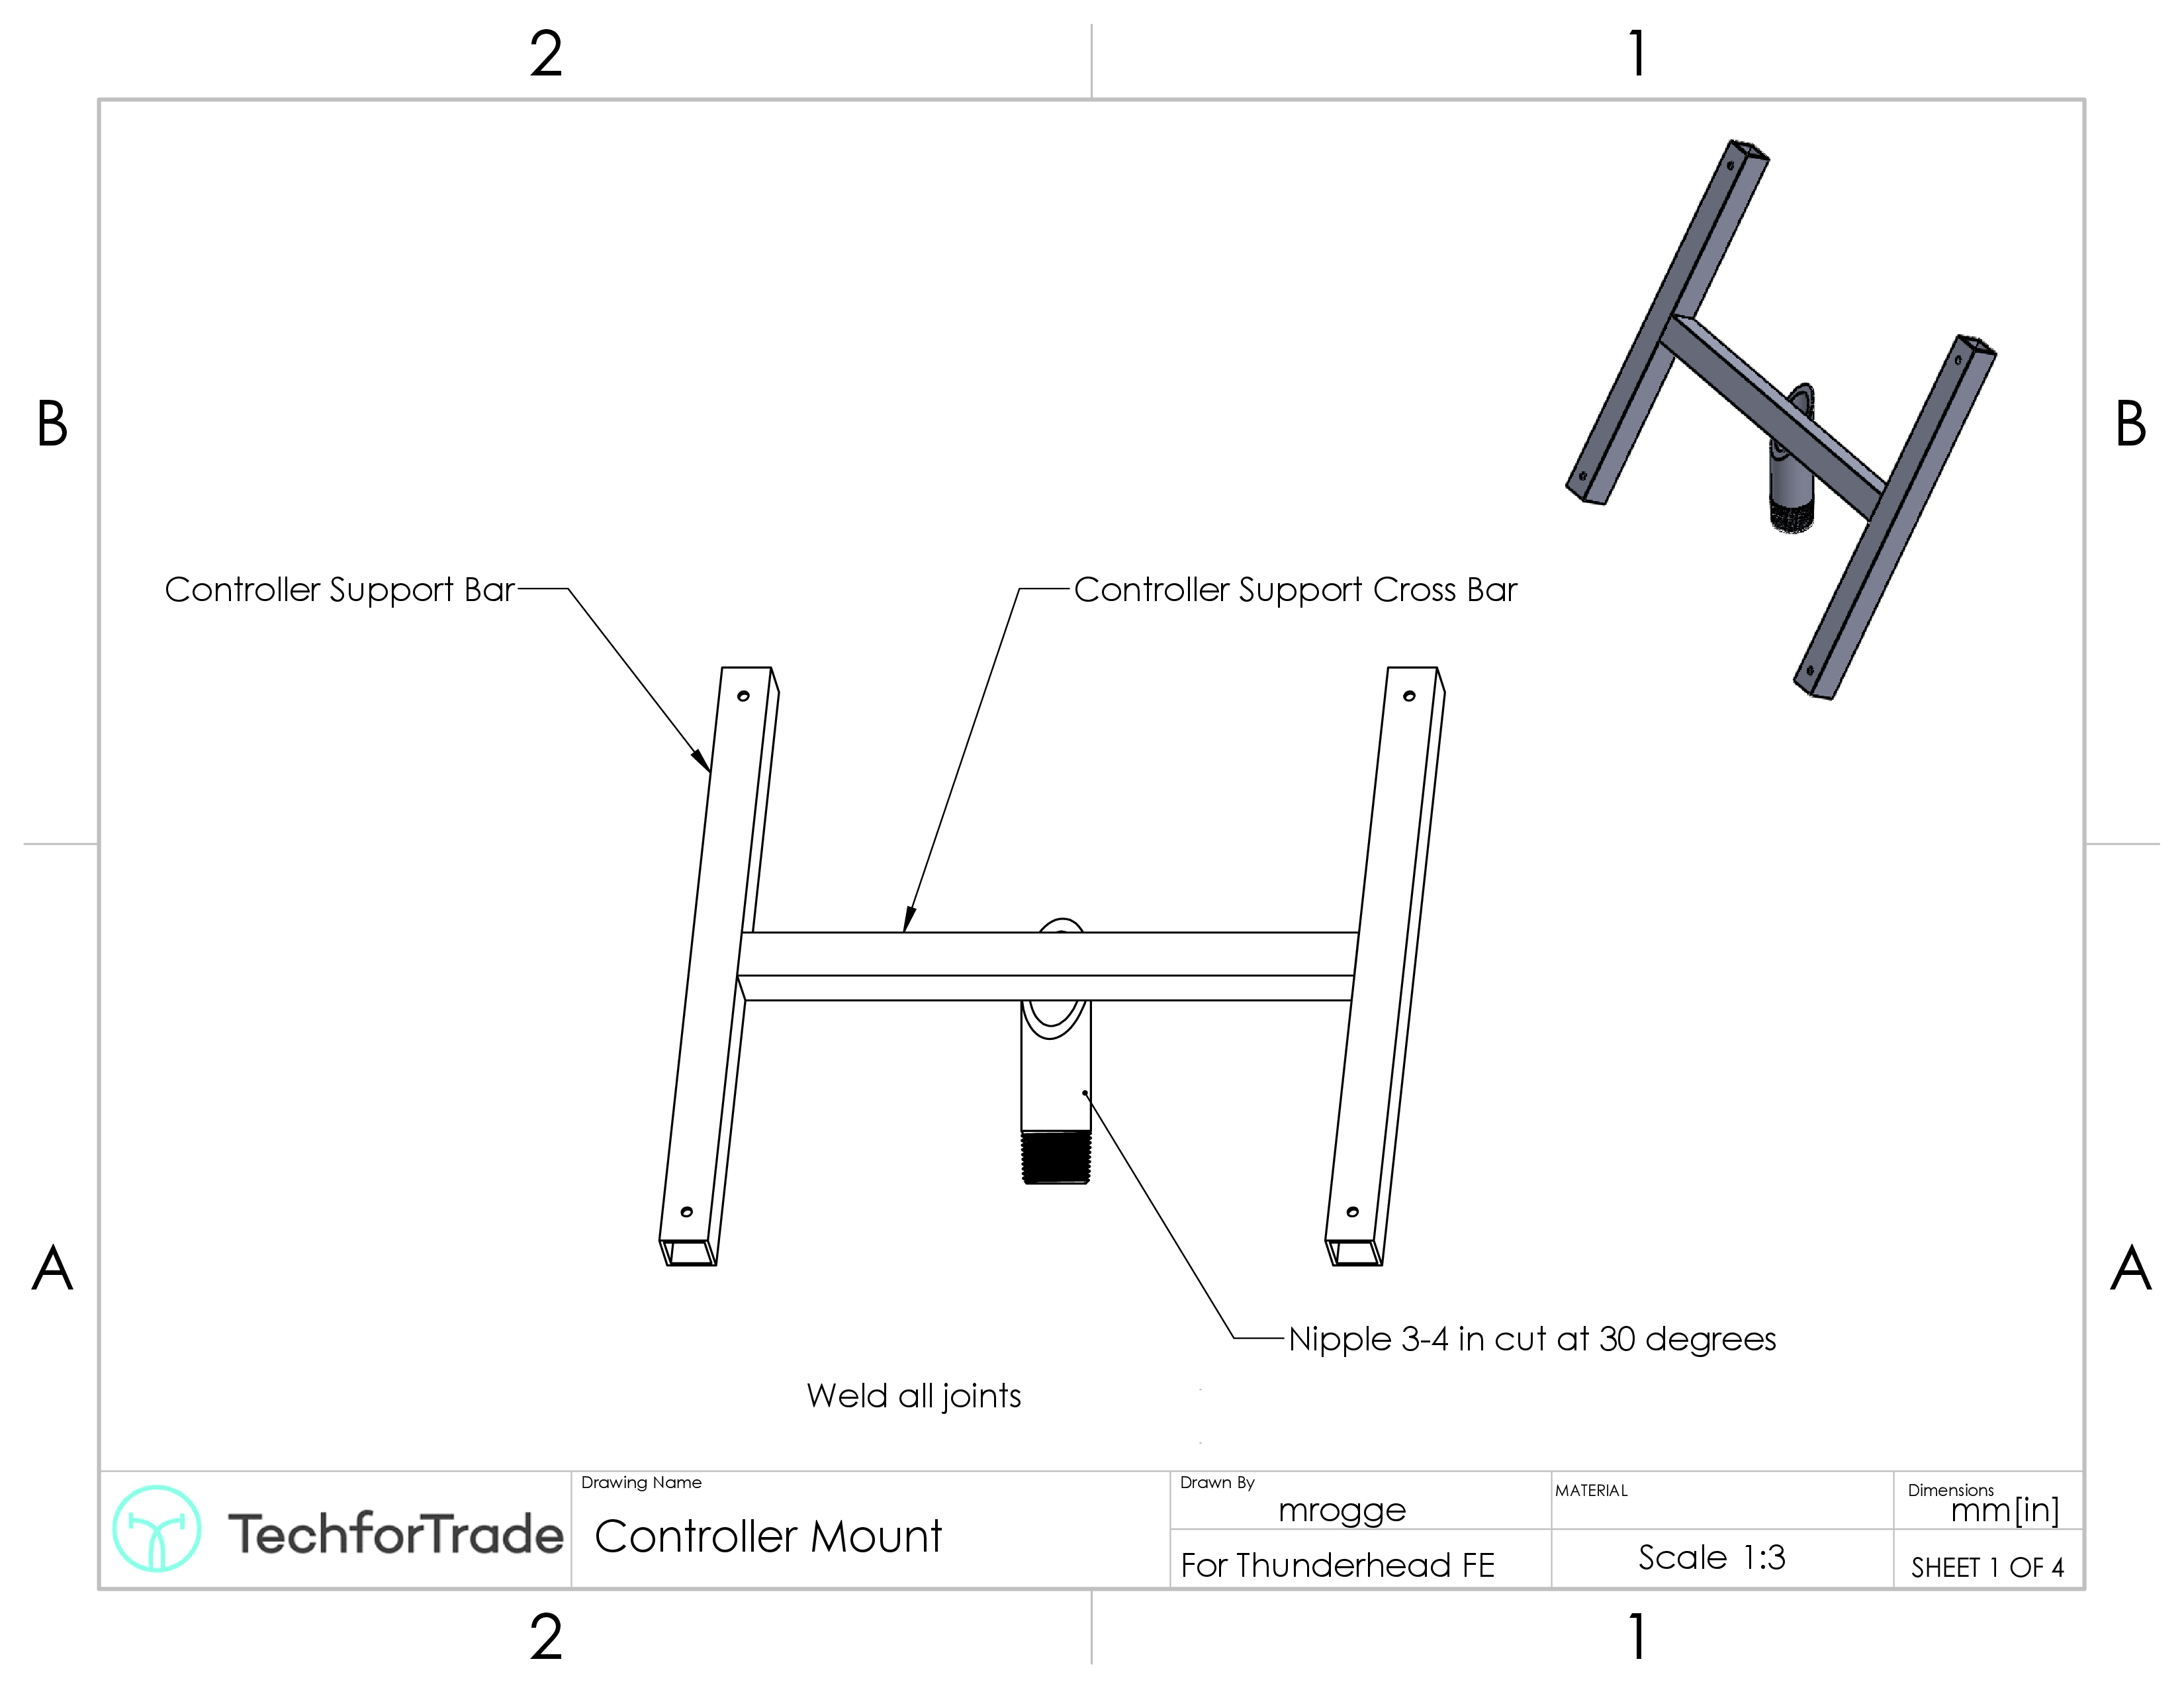 2
1
B
B
Controller Support Bar
Controller Support Cross Bar
A
A
Nipple 3-4 in cut at 30 degrees
Weld all joints
TechforTrade
Drawing Name
Controller Mount
Drawn By
mrogge
For Thunderhead FE
MATERIAL
Scale 1:3
Dimensions
mm[in]
SHEET 1 OF 4
2
1